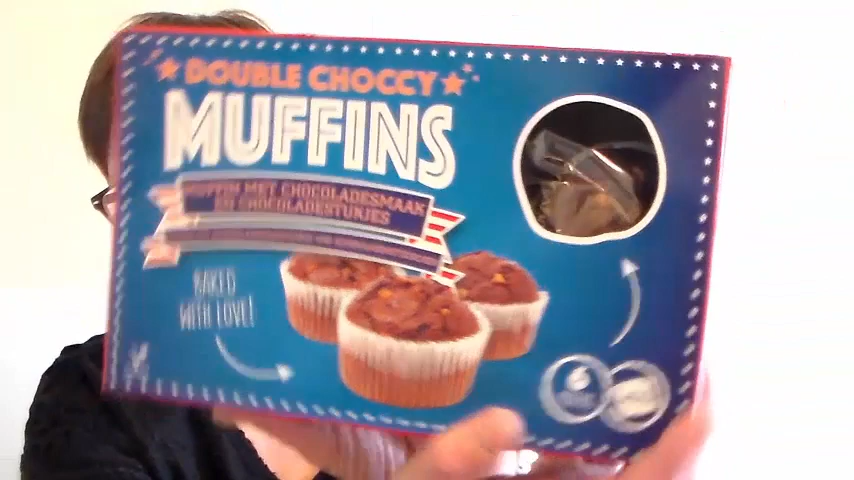 DOUBLE CHOCCY
MUFFINS
MUFFIN MET CHOCOLADESMAAK
EN CHOCOLADESTUKJES
BAKED
WITH LOVE!
6